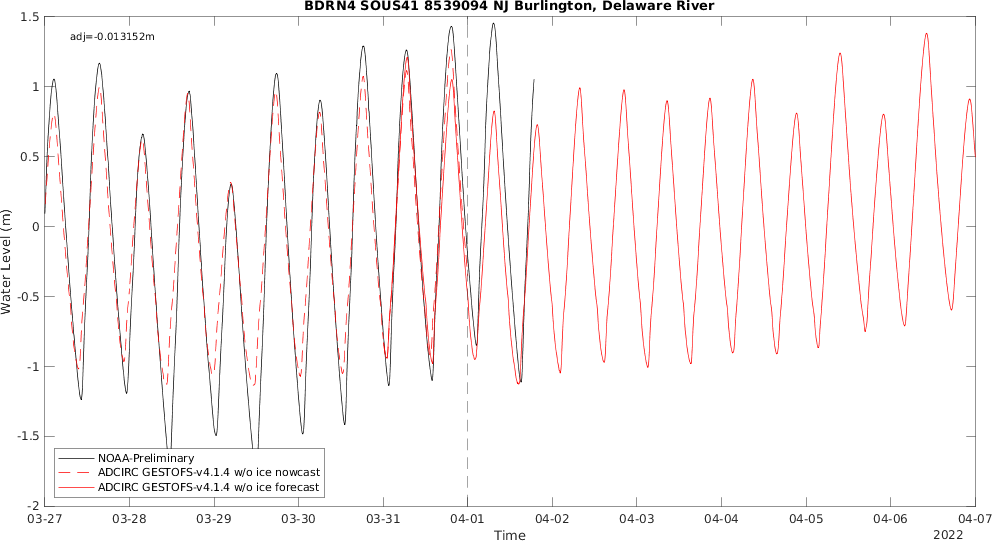 BDRN4 SOUS41 8539094 NJ Burlington, Delaware River
adj=-0.013152m
1.5
1
0.5
0
-0.5
-1
-1.5
-2
Water Level (m)
NOAA-Preliminary
ADCIRC GESTOFS-v4.1.4 w/o ice nowcast
ADCIRC GESTOFS-v4.1.4 w/o ice forecast
03-27 03-28 03-29 03-30 03-31 04-01 04-02 04-03 04-04 04-05 04-06 04-07
Time
2022